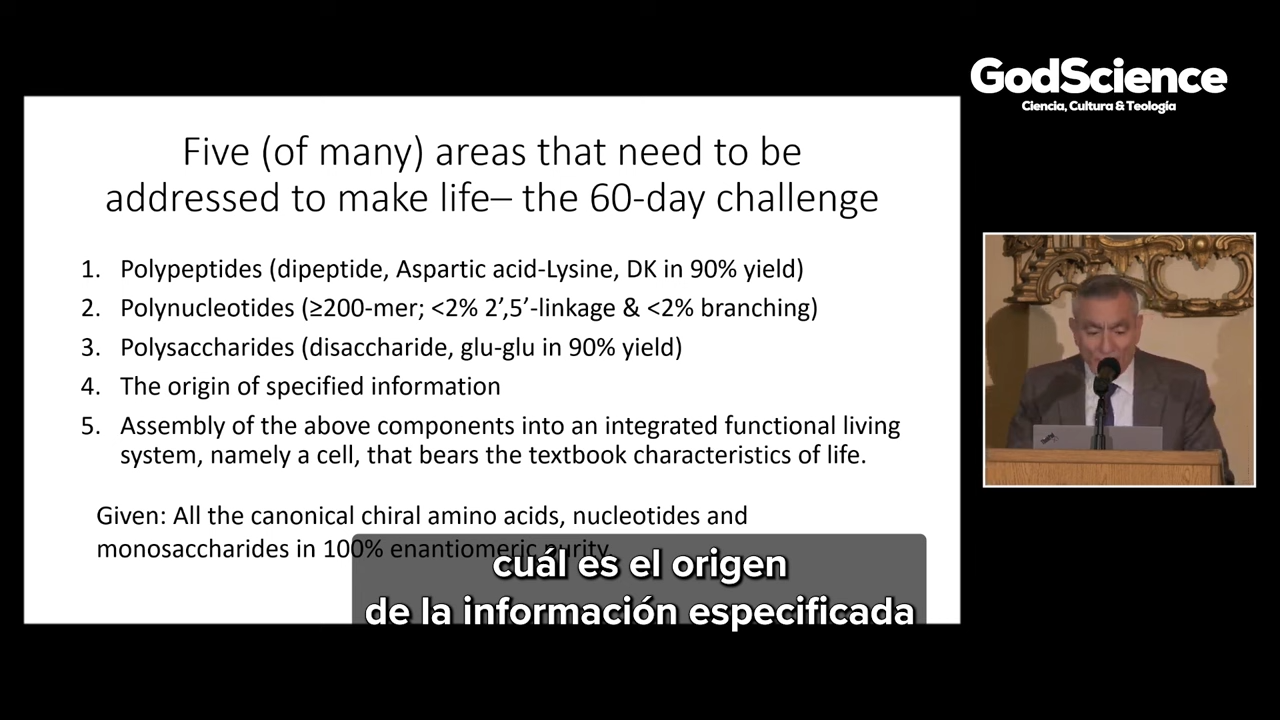 GodScience
Ciencia, Cultura & Teología
Five (of many) areas that need to be
addressed to make life– the 60-day challenge
1. Polypeptides (dipeptide, Aspartic acid-Lysine, DK in 90% yield)
2. Polynucleotides (≥200-mer; <2% 2’,5’-linkage & <2% branching)
3. Polysaccharides (disaccharide, glu-glu in 90% yield)
4. The origin of specified information
5. Assembly of the above components into an integrated functional living
system, namely a cell, that bears the textbook characteristics of life.
Given: All the canonical chiral amino acids, nucleotides and
monosaccharides in 100% enantiomeric purity.
cuál es el origen
de la información especificada